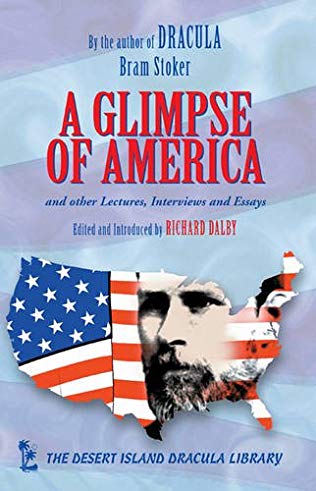 By the author of DRACULA
Bram Stoker
A GLIMPSE
OF AMERICA
and other Lectures, Interviews and Essays
Edited and Introduced by RICHARD DALBY
THE DESERT ISLAND DRACULA LIBRARY